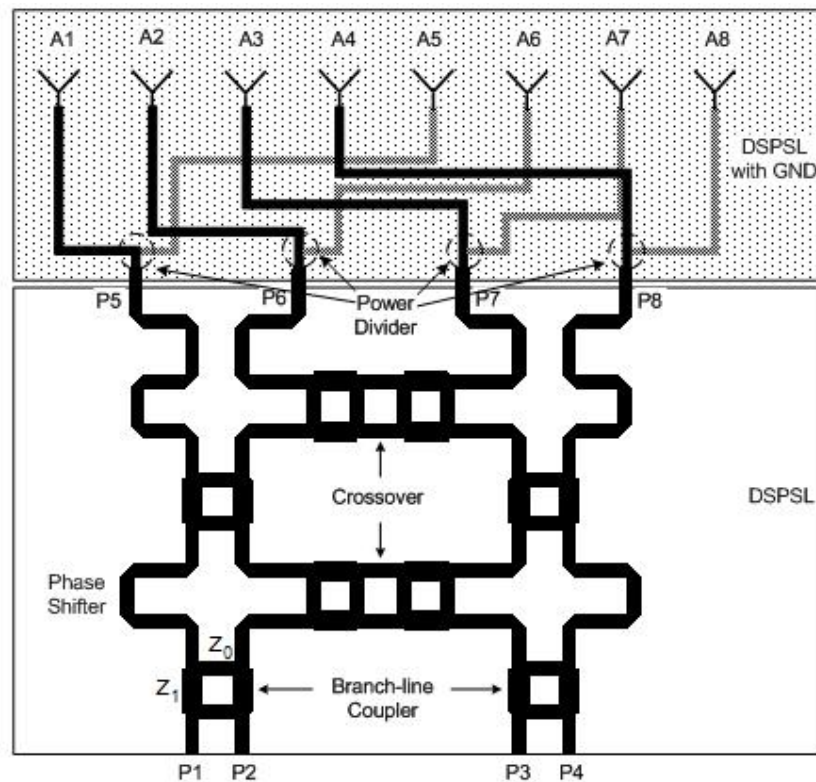 A1 A2 A3 A4 A5 A6 A7 A8
DSPSL
with GND
P5 P6 P7 P8
Power
Divider
Crossover
DSPSL
Phase
Shifter
Z0
Z1
Branch-line
Coupler
P1 P2 P3 P4